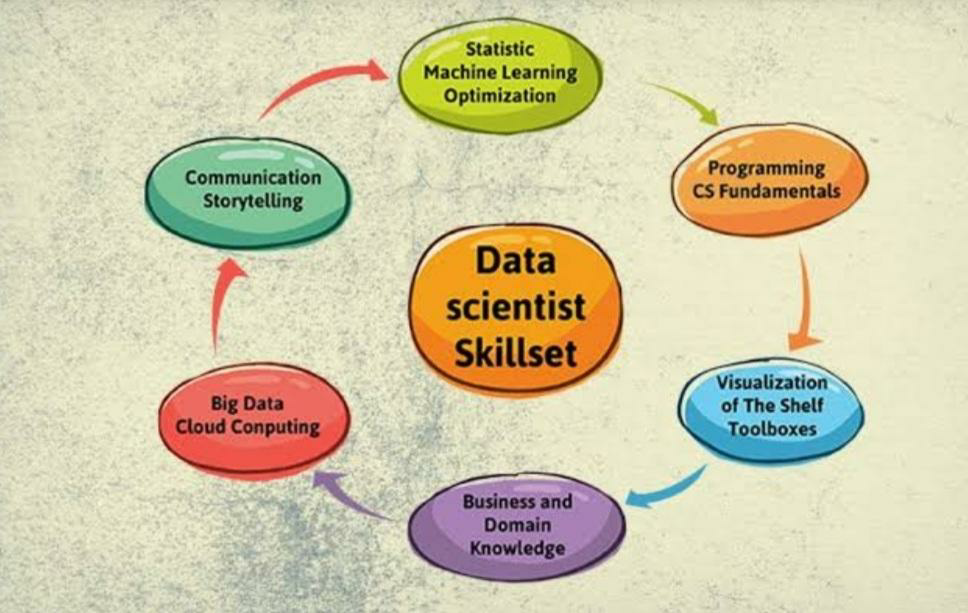 Statistic
Machine Learning
Optimization
Programming
CS Fundamentals
Visualization
of The Shelf
Toolboxes
Business and
Domain
Knowledge
Big Data
Cloud Conputing
Communication
Storytelling
Data
scientist
Skillset